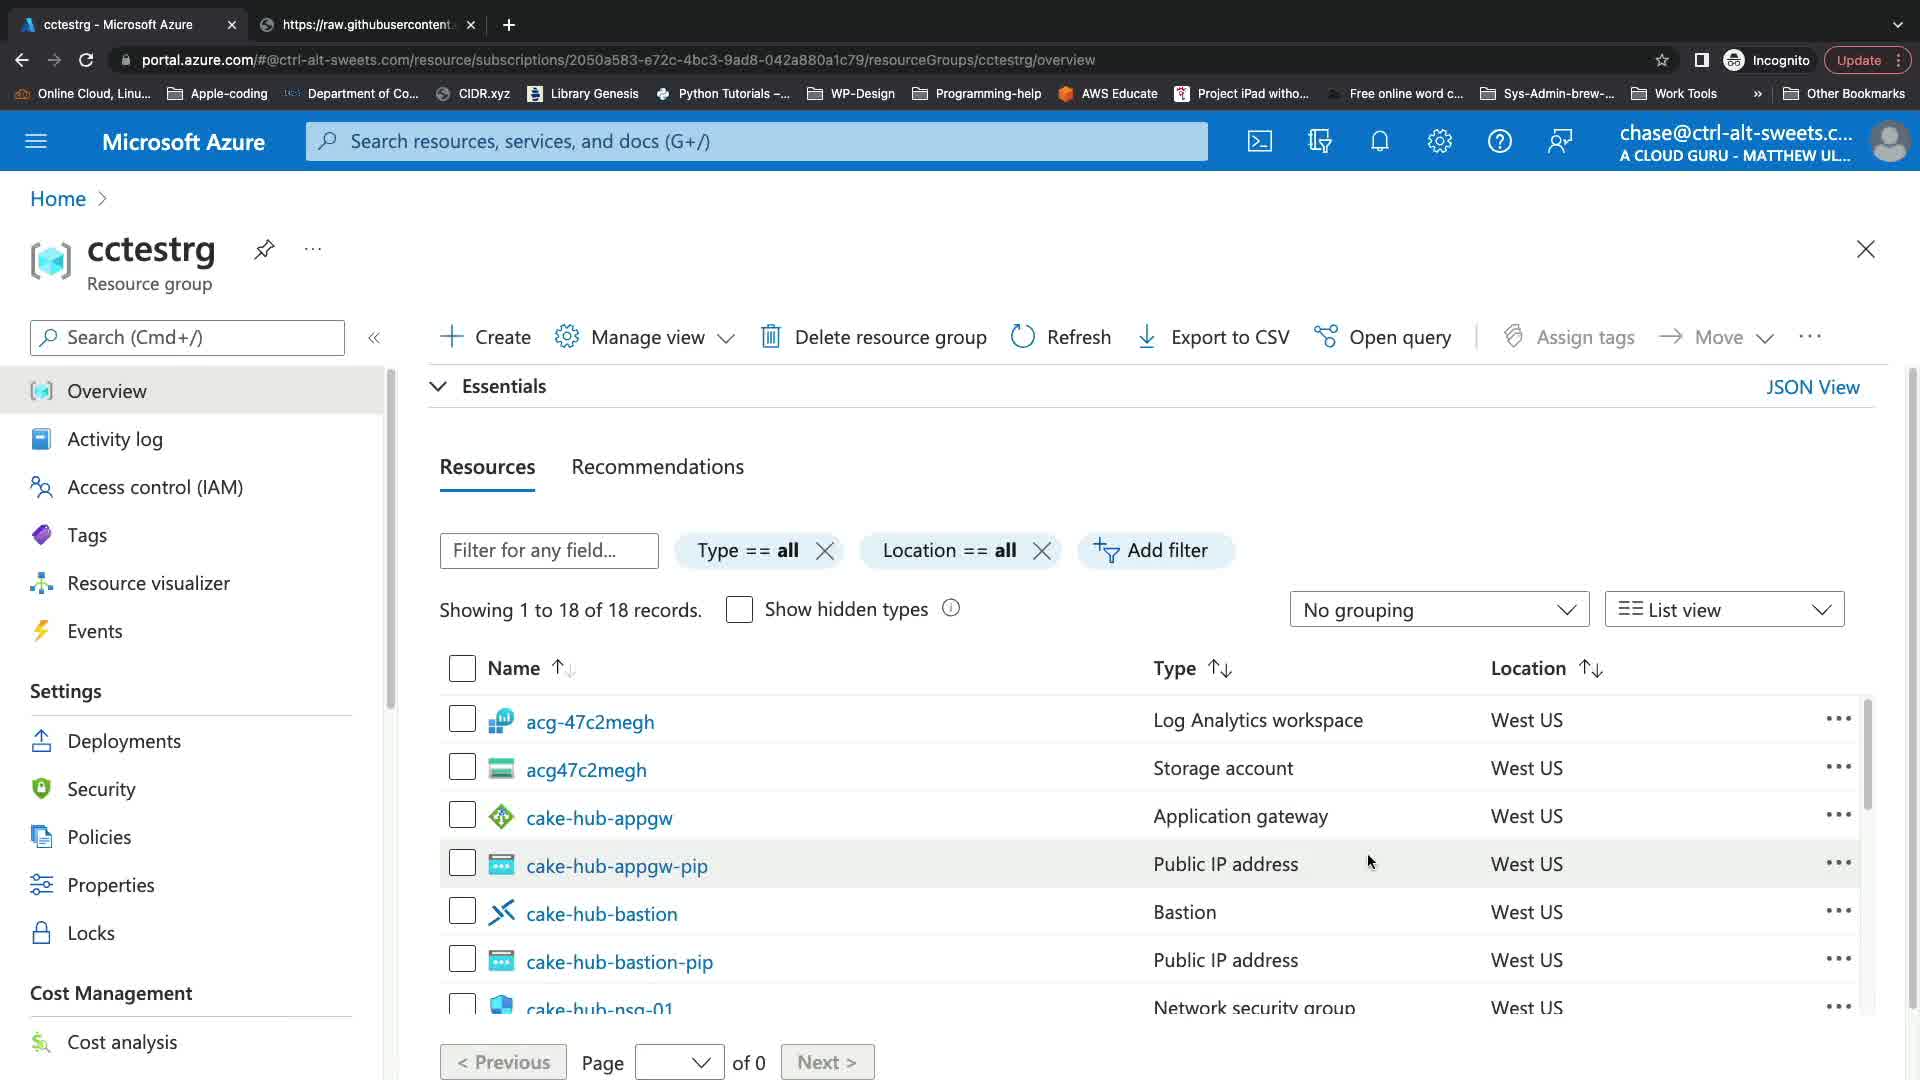 cctestrg - Microsoft Azure
https://raw.githubusercontent.
portal.azure.com/#@ctrl-alt-sweets.com/resource/subscriptions/2050a583-e72c-4bc3-9ad8-042a880a1c79/resourceGroups/cctestrg/overview
Incognito
Update
Online Cloud, Linu...
Apple-coding
Department of Co...
CIDR.xyz
Library Genesis
Python Tutorials –...
WP-Design
Programming-help
AWS Educate
Project iPad witho...
Free online word c...
Sys-Admin-brew-...
Work Tools
»
Other Bookmarks
Microsoft Azure
Search resources, services, and docs (G+/)
chase@ctrl-alt-sweets.c...
A CLOUD GURU - MATTHEW UL...
Home >
cctestrg
...
Resource group
Search (Cmd+/)
«
Create
Manage view
Delete resource group
Refresh
Export to CSV
Open query
Assign tags
Move
...
Overview
Activity log
Access control (IAM)
Tags
Resource visualizer
Events
Settings
Deployments
Security
Policies
Properties
Locks
Cost Management
Cost analysis
Essentials
JSON View
Resources
Recommendations
Filter for any field...
Type == all
Location == all
Add filter
Showing 1 to 18 of 18 records.
Show hidden types
No grouping
List view
Name
Type
Location
acg-47c2megh
Log Analytics workspace
West US
...
acg47c2megh
Storage account
West US
...
cake-hub-appgw
Application gateway
West US
...
cake-hub-appgw-pip
Public IP address
West US
...
cake-hub-bastion
Bastion
West US
...
cake-hub-bastion-pip
Public IP address
West US
...
cake-hub-nsg-01
Network security group
West US
...
< Previous
Page
of 0
Next >